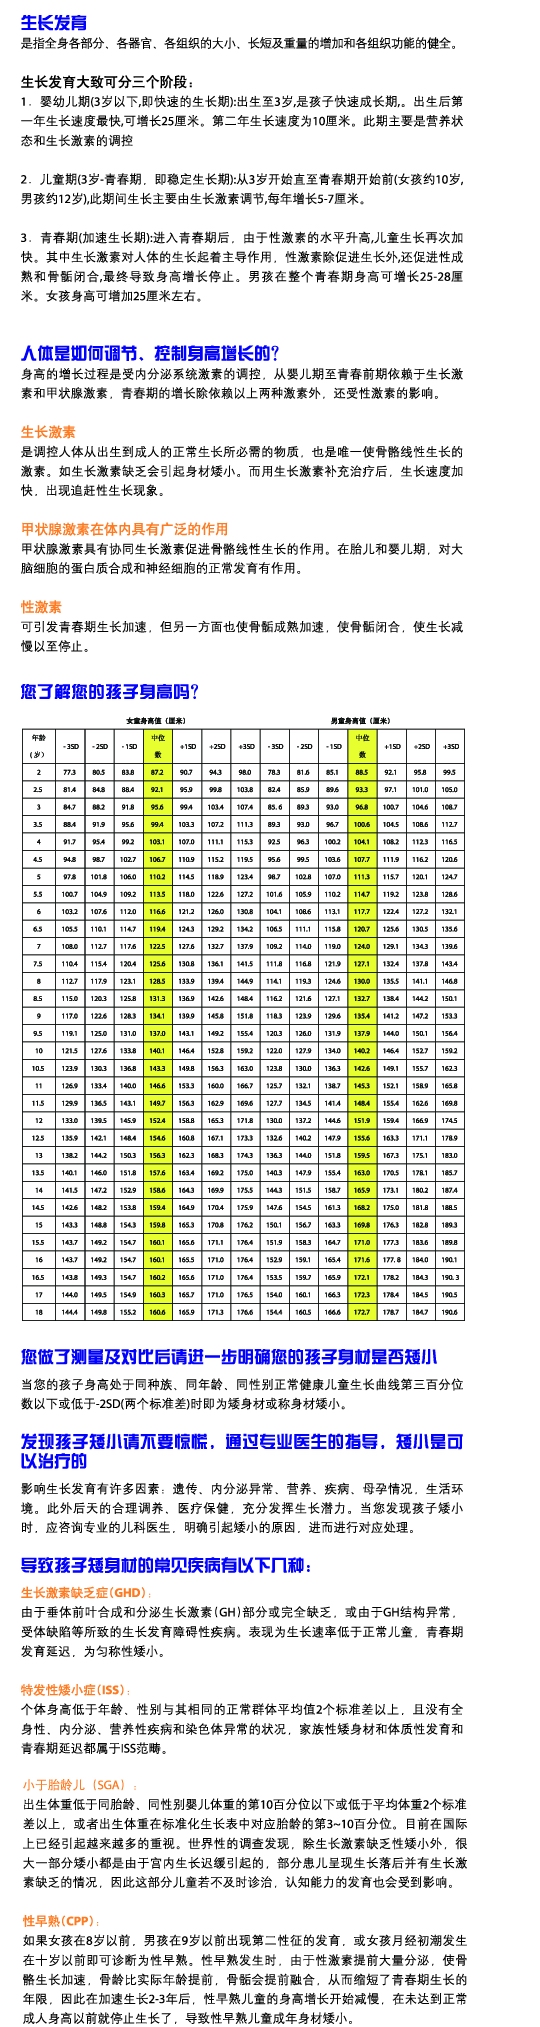 生长发育
是指全身各部分、各器官、各组织的大小、长短及重量的增加和各组织功能的健全。
生长发育大致可分三个阶段：
1．婴幼儿期(3岁以下,即快速的生长期):出生至3岁,是孩子快速成长期,。出生后第
一年生长速度最快,可增长25厘米。第二年生长速度为10厘米。此期主要是营养状
态和生长激素的调控
2．儿童期(3岁-青春期，即稳定生长期):从3岁开始直至青春期开始前(女孩约10岁,
男孩约12岁),此期间生长主要由生长激素调节,每年增长5-7厘米。
3．青春期(加速生长期):进入青春期后，由于性激素的水平升高,儿童生长再次加
快。其中生长激素对人体的生长起着主导作用，性激素除促进生长外,还促进性成
熟和骨骺闭合,最终导致身高增长停止。男孩在整个青春期身高可增长25-28厘
米。女孩身高可增加25厘米左右。
人体是如何调节、控制身高增长的？
身高的增长过程是受内分泌系统激素的调控，从婴儿期至青春前期依赖于生长激
素和甲状腺激素，青春期的增长除依赖以上两种激素外，还受性激素的影响。
生长激素
是调控人体从出生到成人的正常生长所必需的物质，也是唯一使骨骼线性生长的
激素。如生长激素缺乏会引起身材矮小。而用生长激素补充治疗后，生长速度加
快，出现追赶性生长现象。
甲状腺激素在体内具有广泛的作用
甲状腺激素具有协同生长激素促进骨骼线性生长的作用。在胎儿和婴儿期，对大
脑细胞的蛋白质合成和神经细胞的正常发育有作用。
性激素
可引发青春期生长加速，但另一方面也使骨骺成熟加速，使骨骺闭合，使生长减
慢以至停止。
您了解您的孩子身高吗？
女童身高值（厘米） 男童身高值（厘米）
年龄（岁） -3SD -2SD -1SD 中位数 +1SD +2SD +3SD -3SD -2SD -1SD 中位数 +1SD +2SD +3SD
2 77.3 80.5 83.8 87.2 90.7 94.3 98.0 78.3 81.6 85.1 88.5 92.1 95.8 99.5
2.5 81.4 84.8 88.4 92.1 95.9 99.8 103.8 82.4 85.9 89.6 93.3 97.1 101.0 105.0
3 84.7 88.2 91.8 95.6 99.4 103.4 107.4 85.6 89.3 93.0 96.8 100.7 104.6 108.7
3.5 88.4 91.9 95.6 99.4 103.3 107.2 111.3 89.3 93.0 96.7 100.6 104.5 108.6 112.7
4 91.7 95.4 99.2 103.1 107.0 111.1 115.3 92.5 96.3 100.2 104.1 108.2 112.3 116.5
4.5 94.8 98.7 102.7 106.7 110.9 115.2 119.5 95.6 99.5 103.6 107.7 111.9 116.2 120.6
5 97.8 101.8 106.0 110.2 114.5 118.9 123.4 98.7 102.8 107.0 111.3 115.7 120.1 124.7
5.5 100.7 104.9 109.2 113.5 118.0 122.6 127.2 101.6 105.9 110.2 114.7 119.2 123.8 128.6
6 103.2 107.6 112.0 116.6 121.2 126.0 130.8 104.1 108.6 113.1 117.7 122.4 127.2 132.1
6.5 105.5 110.1 114.7 119.4 124.3 129.2 134.2 106.5 111.1 115.8 120.7 125.6 130.5 135.6
7 108.0 112.7 117.6 122.5 127.6 132.7 137.9 109.2 114.0 119.0 124.0 129.1 134.3 139.6
7.5 110.4 115.4 120.4 125.6 130.8 136.1 141.5 111.8 116.8 121.9 127.1 132.4 137.8 143.4
8 112.7 117.9 123.1 128.5 133.9 139.4 144.9 114.1 119.3 124.6 130.0 135.5 141.1 146.8
8.5 115.0 120.3 125.8 131.3 136.9 142.6 148.4 116.2 121.6 127.1 132.7 138.4 144.2 150.1
9 117.0 122.6 128.3 134.1 139.9 145.8 151.8 118.3 123.9 129.6 135.4 141.2 147.2 153.3
9.5 119.1 125.0 131.0 137.0 143.1 149.2 155.4 120.3 126.0 131.9 137.9 144.0 150.1 156.4
10 121.5 127.6 133.8 140.1 146.4 152.8 159.2 122.0 127.9 134.0 140.2 146.4 152.7 159.2
10.5 123.9 130.3 136.8 143.3 149.8 156.3 163.0 123.8 130.0 136.3 142.6 149.1 155.7 162.3
11 126.9 133.4 140.0 146.6 153.3 160.0 166.7 125.7 132.1 138.7 145.3 152.1 158.9 165.8
11.5 129.9 136.5 143.1 149.7 156.3 162.9 169.6 127.7 134.5 141.4 148.4 155.4 162.6 169.8
12 133.0 139.5 145.9 152.4 158.8 165.3 171.8 130.0 137.2 144.6 151.9 159.4 166.9 174.5
12.5 135.9 142.1 148.4 154.6 160.8 167.1 173.3 132.6 140.2 147.9 155.6 163.3 171.1 178.9
13 138.2 144.2 150.3 156.3 162.3 168.3 174.3 136.3 144.0 151.8 159.5 167.3 175.1 183.0
13.5 140.1 146.0 151.8 157.6 163.4 169.2 175.0 140.3 147.9 155.4 163.0 170.5 178.1 185.7
14 141.5 147.2 152.9 158.6 164.3 169.9 175.5 144.3 151.5 158.7 165.9 173.1 180.2 187.4
14.5 142.6 148.2 153.8 159.4 164.9 170.4 175.9 147.6 154.5 161.3 168.2 175.0 181.8 188.5
15 143.3 148.8 154.3 159.8 165.3 170.8 176.2 150.1 156.7 163.3 169.8 176.3 182.8 189.3
15.5 143.7 149.2 154.7 160.1 165.6 171.1 176.4 151.9 158.3 164.7 171.0 177.3 183.6 189.8
16 143.7 149.2 154.7 160.1 165.5 171.0 176.4 152.9 159.1 165.4 171.6 177.8 184.0 190.1
16.5 143.8 149.3 154.7 160.2 165.6 171.0 176.4 153.5 159.7 165.9 172.1 178.2 184.3 190.3
17 144.0 149.5 154.9 160.3 165.7 171.0 176.5 154.0 160.1 166.3 172.3 178.4 184.5 190.5
18 144.4 149.8 155.2 160.6 165.9 171.3 176.6 154.4 160.5 166.6 172.7 178.7 184.7 190.6
您做了测量及对比后请进一步明确您的孩子身材是否矮小
当您的孩子身高处于同种族、同年龄、同性别正常健康儿童生长曲线第三百分位
数以下或低于-2SD(两个标准差)时即为矮身材或称身材矮小。
发现孩子矮小请不要惊慌，通过专业医生的指导，矮小是可
以治疗的
影响生长发育有许多因素：遗传、内分泌异常、营养、疾病、母孕情况，生活环
境。此外后天的合理调养、医疗保健，充分发挥生长潜力。当您发现孩子矮小
时，应咨询专业的儿科医生，明确引起矮小的原因，进而进行对应处理。
导致孩子矮身材的常见疾病有以下几种：
生长激素缺乏症(GHD)：
由于垂体前叶合成和分泌生长激素(GH)部分或完全缺乏，或由于GH结构异常，
受体缺陷等所致的生长发育障碍性疾病。表现为生长速率低于正常儿童，青春期
发育延迟，为匀称性矮小。
特发性矮小症(ISS)：
个体身高低于年龄、性别与其相同的正常群体平均值2个标准差以上，且没有全
身性、内分泌、营养性疾病和染色体异常的状况，家族性矮身材和体质性发育和
青春期延迟都属于ISS范畴。
小于胎龄儿（SGA）：
出生体重低于同胎龄、同性别婴儿体重的第10百分位以下或低于平均体重2个标准
差以上，或者出生体重在标准化生长表中对应胎龄的第3~10百分位。目前在国际
上已经引起越来越多的重视。世界性的调查发现，除生长激素缺乏性矮小外，很
大一部分矮小都是由于宫内生长迟缓引起的，部分患儿呈现生长落后并有生长激
素缺乏的情况，因此这部分儿童若不及时诊治，认知能力的发育也会受到影响。
性早熟(CPP)：
如果女孩在8岁以前，男孩在9岁以前出现第二性征的发育，或女孩月经初潮发生
在十岁以前即可诊断为性早熟。性早熟发生时，由于性激素提前大量分泌，使骨
骼生长加速，骨龄比实际年龄提前，骨骺会提前融合，从而缩短了青春期生长的
年限，因此在加速生长2-3年后，性早熟儿童的身高增长开始减慢，在未达到正常
成人身高以前就停止生长了，导致性早熟儿童成年身材矮小。